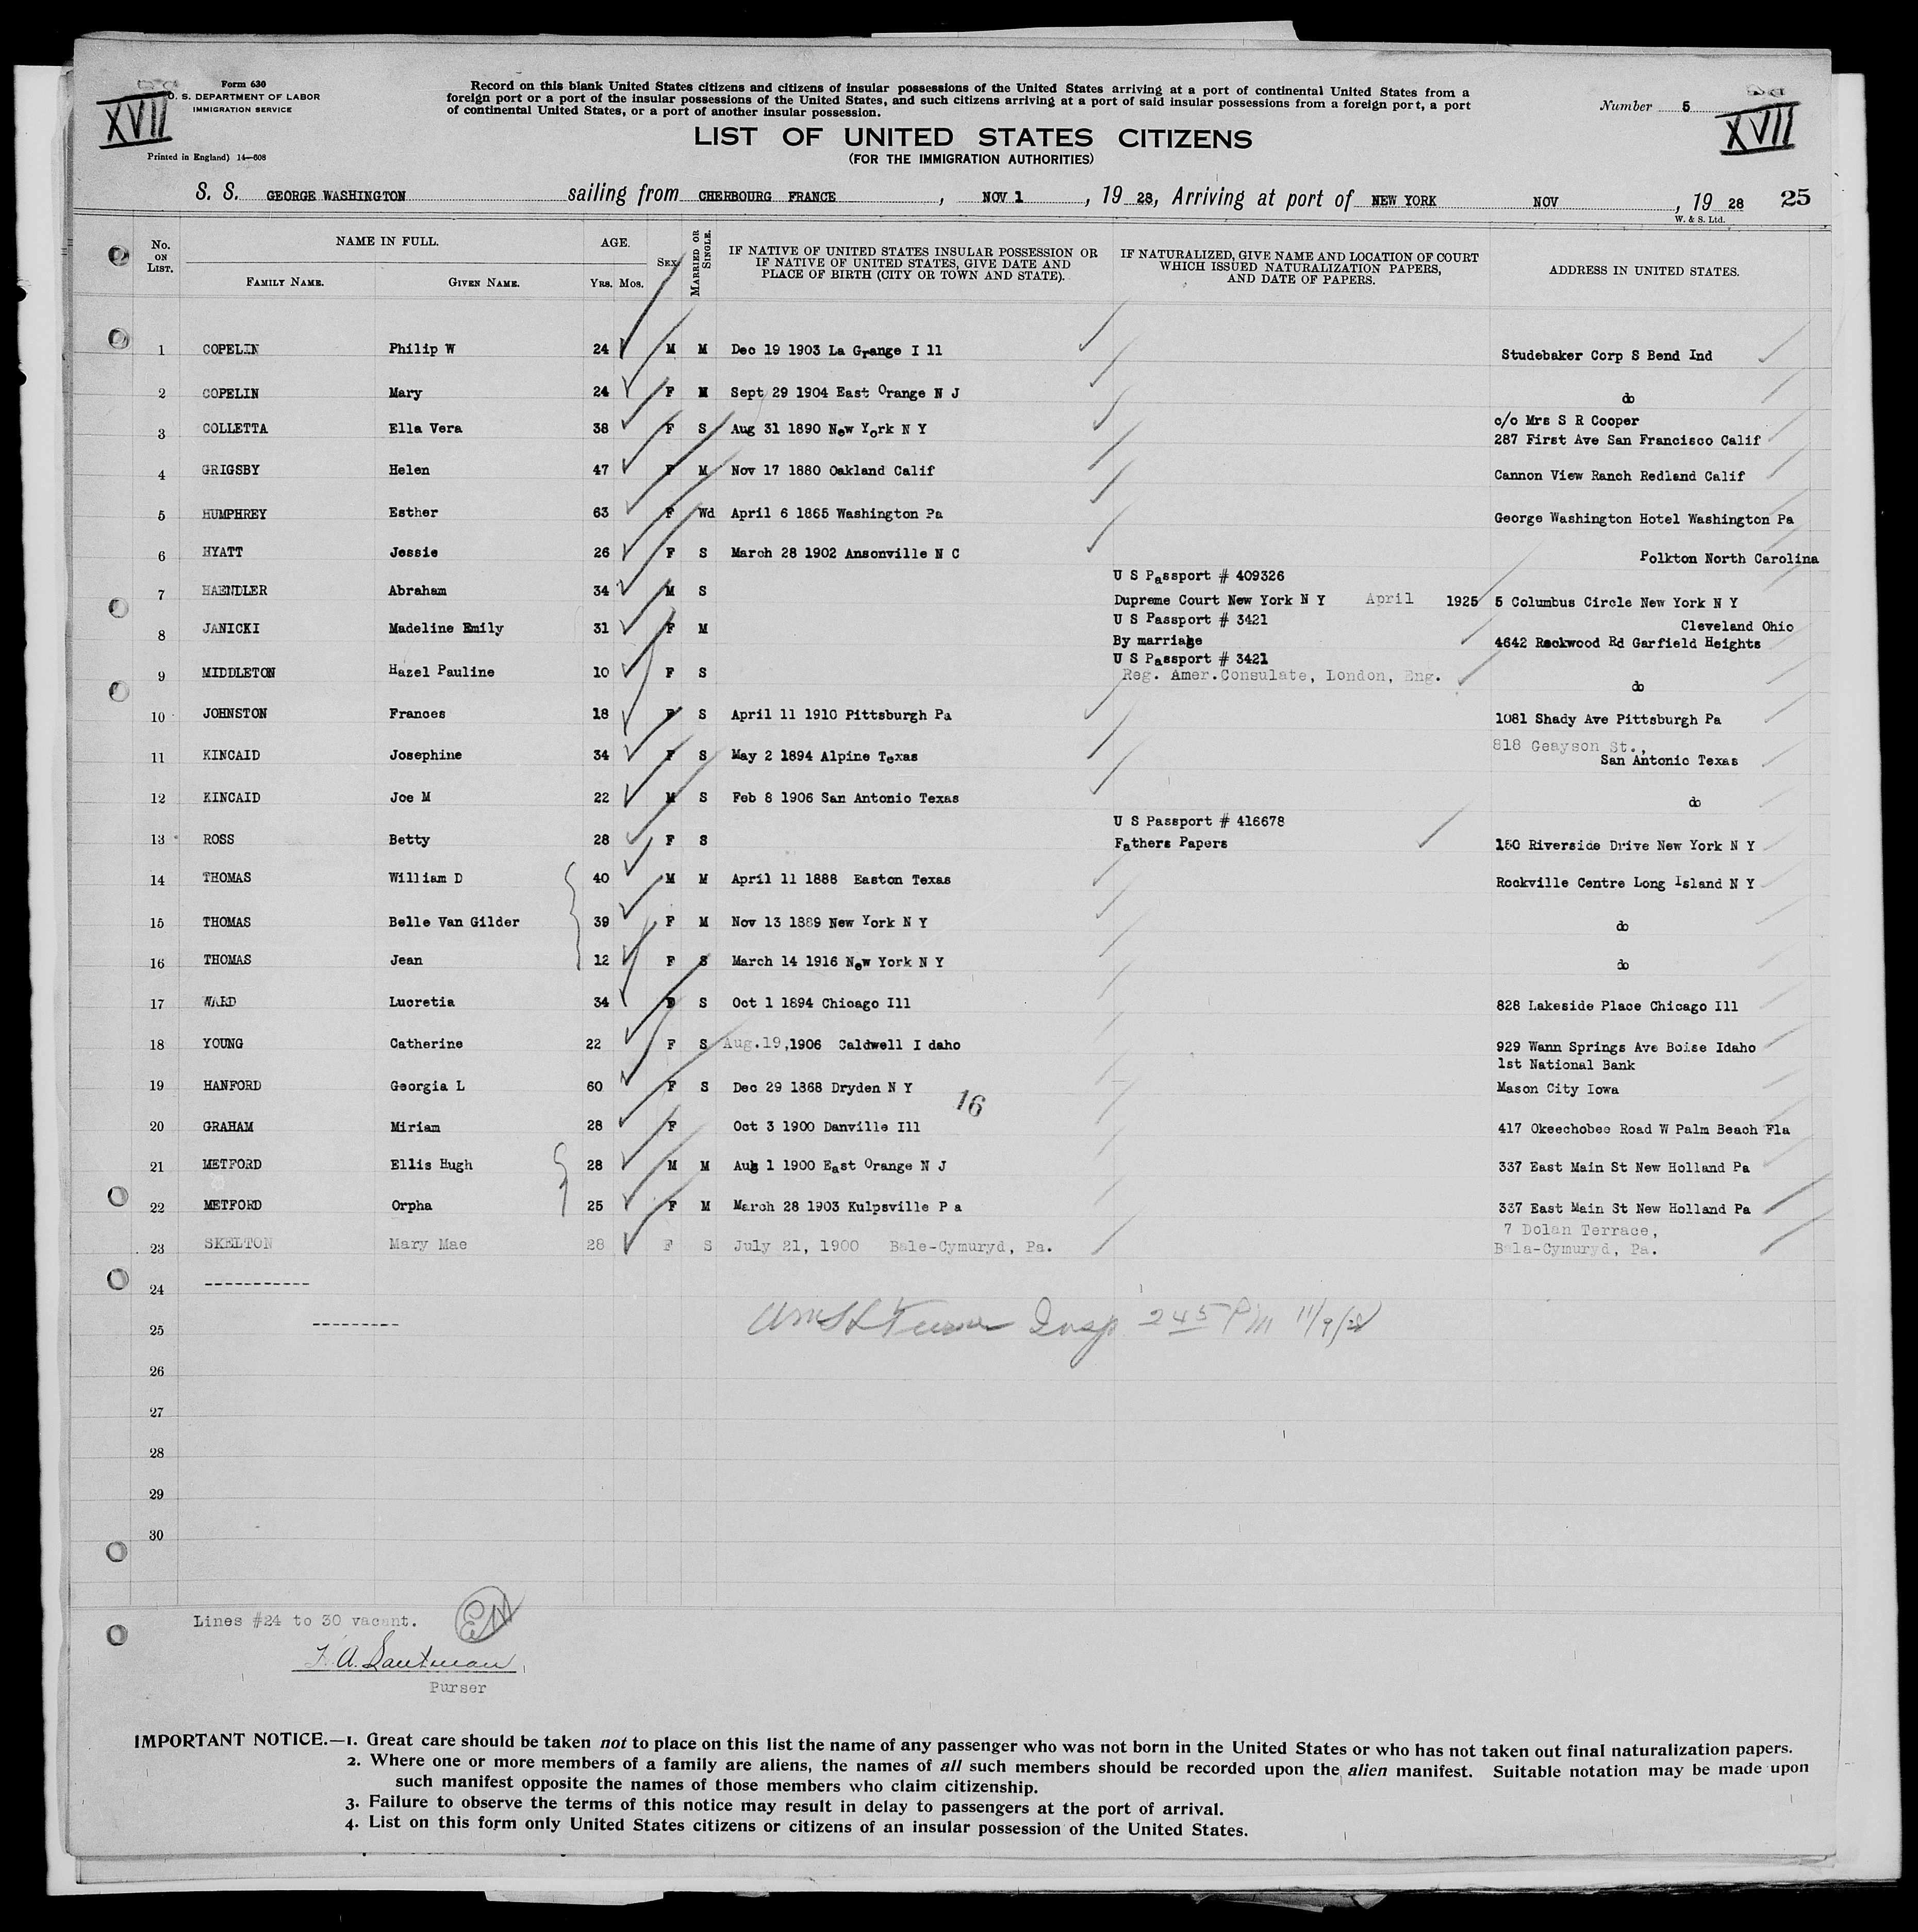 Form 630
U. S. DEPARTMENT OF LABOR
IMMIGRATION SERVICE
XVII
Printed in England) 14—608
Record on this blank United States citizens and citizens of insular possessions of the United States arriving at a port of continental United States from a
foreign port or a port of the insular possessions of the United States, and such citizens arriving at a port of said insular possessions from a foreign port, a port
of continental United States, or a port of another insular possession.
Number 5
XVII
LIST OF UNITED STATES CITIZENS
(FOR THE IMMIGRATION AUTHORITIES)
S. S. GEORGE WASHINGTON sailing from CHERBOURG FRANCE, NOV 1, 19 28, Arriving at port of NEW YORK NOV, 19 28 25
W. & S. Ltd.
No. ON LIST. NAME IN FULL. FAMILY NAME. GIVEN NAME. AGE. YRS. MOS. SEX MARRIED OR SINGLE. IF NATIVE OF UNITED STATES INSULAR POSSESSION OR IF NATIVE OF UNITED STATES, GIVE DATE AND PLACE OF BIRTH (CITY OR TOWN AND STATE). IF NATURALIZED, GIVE NAME AND LOCATION OF COURT WHICH ISSUED NATURALIZATION PAPERS, AND DATE OF PAPERS. ADDRESS IN UNITED STATES.
1 COPELIN Philip W 24 M M Dec 19 1903 La Grange I ll Studebaker Corp S Bend Ind
2 COPELIN Mary 24 F M Sept 29 1904 East Orange N J do
c/o Mrs S R Cooper
3 COLLETTA Ella Vera 38 F S Aug 31 1890 New York N Y 287 First Ave San Francisco Calif
4 GRIGSBY Helen 47 F M Nov 17 1880 Oakland Calif Cannon View Ranch Redland Calif
5 HUMPHREY Esther 63 F Wd April 6 1865 Washington Pa George Washington Hotel Washington Pa
6 HYATT Jessie 26 F S March 28 1902 Ansonville N C Polkton North Carolina
U S Passport # 409326
7 HAENDLER Abraham 34 M S Dupreme Court New York N Y April 1925 5 Columbus Circle New York N Y
U S Passport # 3421 Cleveland Ohio
8 JANICKI Madeline Emily 31 F M By marriage 4642 Rockwood Rd Garfield Heights
U S Passport # 3421
9 MIDDLETON Hazel Pauline 10 F S Reg. Amer.Consulate, London, Eng. do
10 JOHNSTON Frances 18 F S April 11 1910 Pittsburgh Pa 1081 Shady Ave Pittsburgh Pa
818 Geayson St.,
11 KINCAID Josephine 34 F S May 2 1894 Alpine Texas San Antonio Texas
12 KINCAID Joe M 22 M S Feb 8 1906 San Antonio Texas do
U S Passport # 416678
13 ROSS Betty 28 F S Fathers Papers 150 Riverside Drive New York N Y
14 THOMAS William D 40 M M April 11 1888 Easton Texas Rockville Centre Long Island N Y
15 THOMAS Belle Van Gilder 39 F M Nov 13 1889 New York N Y do
16 THOMAS Jean 12 F S March 14 1916 New York N Y do
17 WARD Lucretia 34 S Oct 1 1894 Chicago Ill 828 Lakeside Place Chicago Ill
18 YOUNG Catherine 22 F S Aug.19,1906 Caldwell I daho 929 Wann Springs Ave Boise Idaho
1st National Bank
19 HANFORD Georgia L 60 F S Dec 29 1868 Dryden N Y Mason City Iowa
16
20 GRAHAM Miriam 28 F Oct 3 1900 Danville Ill 417 Okeechobee Road W Palm Beach Fla
21 METFORD Ellis Hugh 28 M M Aug 1 1900 East Orange N J 337 East Main St New Holland Pa
22 METFORD Orpha 25 F M March 28 1903 Kulpsville P a 337 East Main St New Holland Pa
7 Dolan Terrace,
23 SKELTON Mary Mae 28 F S July 21, 1900 Bale-Cymuryd, Pa. Bala-Cymuryd, Pa.
24 -----------
25 --------- Insp 245 PM 11/9/28
26
27
28
29
30
Lines #24 to 30 vacant.
F. A. Lautman
Purser
IMPORTANT NOTICE.—1. Great care should be taken not to place on this list the name of any passenger who was not born in the United States or who has not taken out final naturalization papers.
2. Where one or more members of a family are aliens, the names of all such members should be recorded upon the alien manifest. Suitable notation may be made upon
such manifest opposite the names of those members who claim citizenship.
3. Failure to observe the terms of this notice may result in delay to passengers at the port of arrival.
4. List on this form only United States citizens or citizens of an insular possession of the United States.